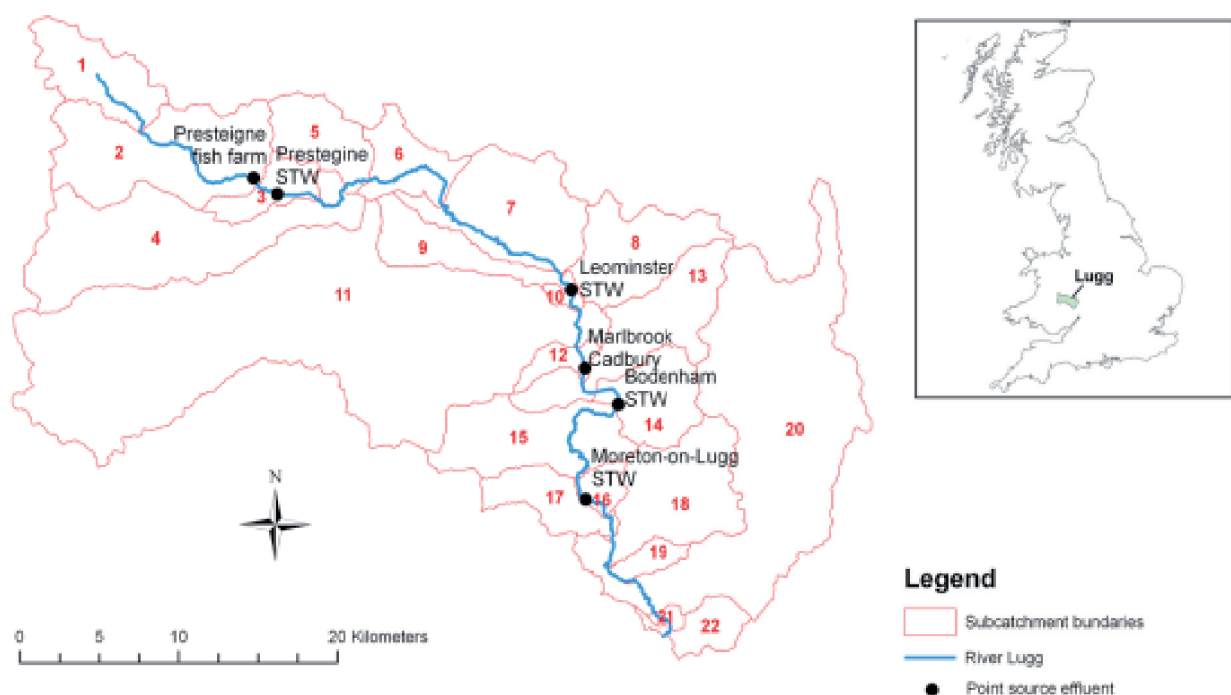 1
2
Presteigne
fish farm
5
Prestegine
STW
6
3
4
7
8
9
13
Leominster
STW
10
11
Marlbrook
Cadbury
12
Bodenham
STW
14
15
20
Moreton-on-Lugg
STW
17
16
18
19
21
22
N
0 5 10 20 Kilometers
Lugg
Legend
Subcatchment bundaries
River Lugg
Point source effluent